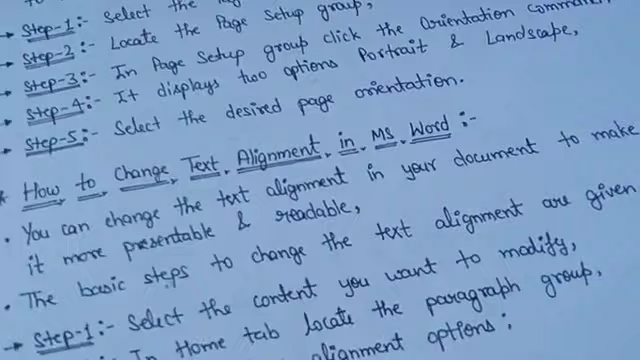 → Step-1:- Select the
→ Step-2:- Locate the Page Setup group,
→ Step-3:- In Page Setup group click the Orientation command,
→ Step-4:- It displays two options Portrait & Landscape,
→ Step-5:- Select the desired page orientation.
* How to Change Text Alignment in MS Word:-
• You can change the text alignment in your document to make
it more presentable & readable,
• The basic steps to change the text alignment are given
→ Step-1:- Select the content you want to modify,
:- In Home tab locate the paragraph group,
alignment options;